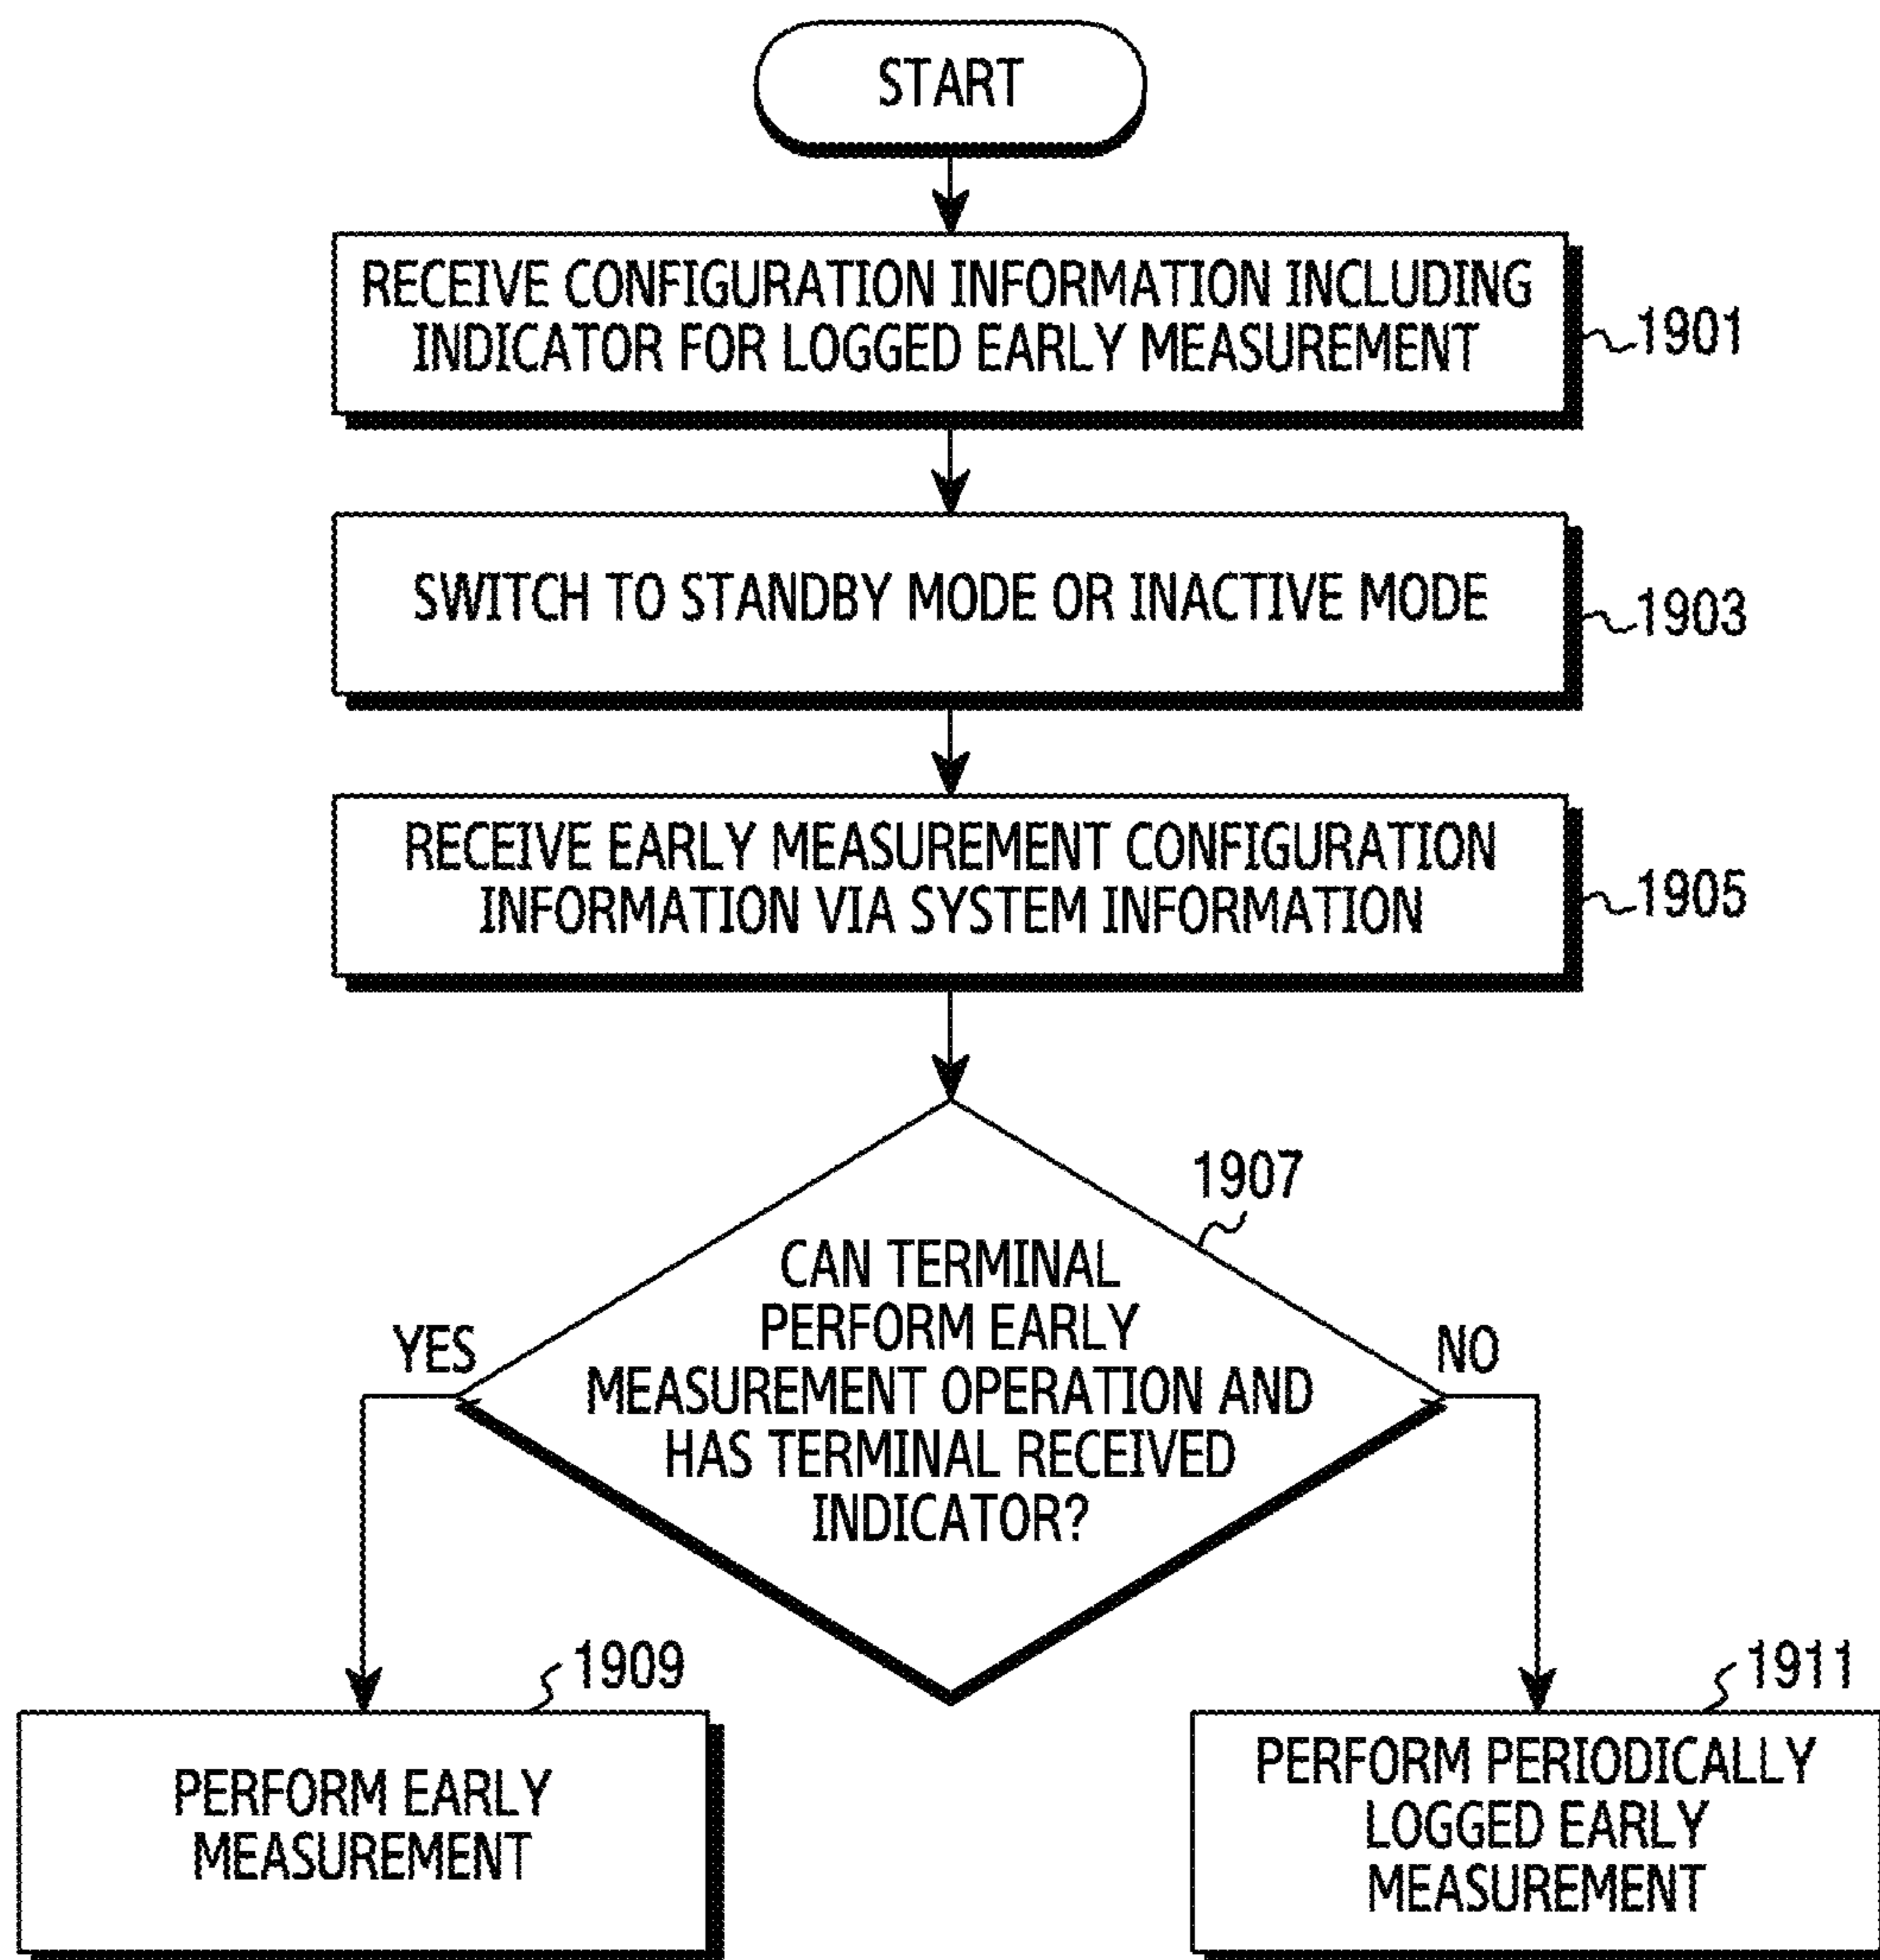 START
RECEIVE CONFIGURATION INFORMATION INCLUDING
INDICATOR FOR LOGGED EARLY MEASUREMENT
1901
SWITCH TO STANDBY MODE OR INACTIVE MODE
1903
RECEIVE EARLY MEASUREMENT CONFIGURATION
INFORMATION VIA SYSTEM INFORMATION
1905
1907
CAN TERMINAL
PERFORM EARLY
MEASUREMENT OPERATION AND
HAS TERMINAL RECEIVED
INDICATOR?
YES
NO
1909
PERFORM EARLY
MEASUREMENT
1911
PERFORM PERIODICALLY
LOGGED EARLY
MEASUREMENT